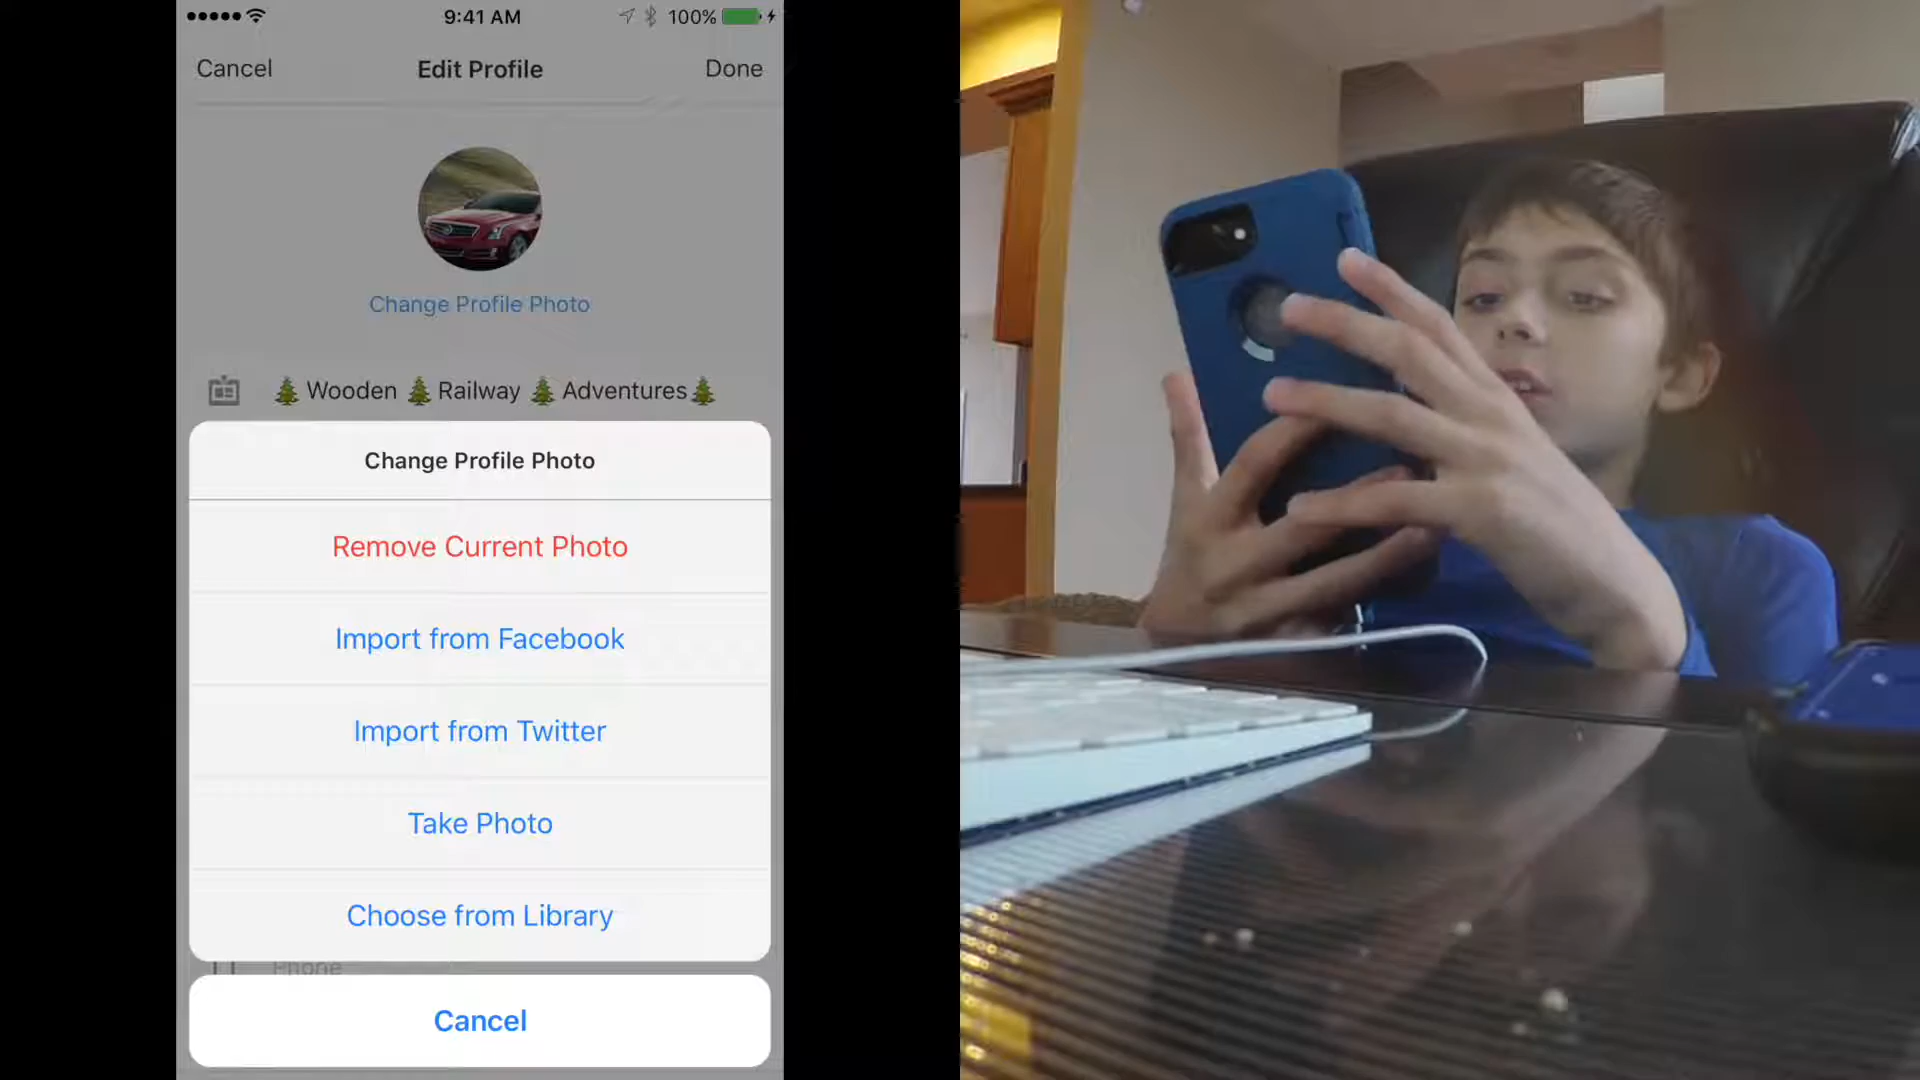 9:41 AM 100%
Cancel Edit Profile Done
Change Profile Photo
🌲 Wooden 🌲 Railway 🌲 Adventures🌲
Change Profile Photo
Remove Current Photo
Import from Facebook
Import from Twitter
Take Photo
Choose from Library
Phone
Cancel